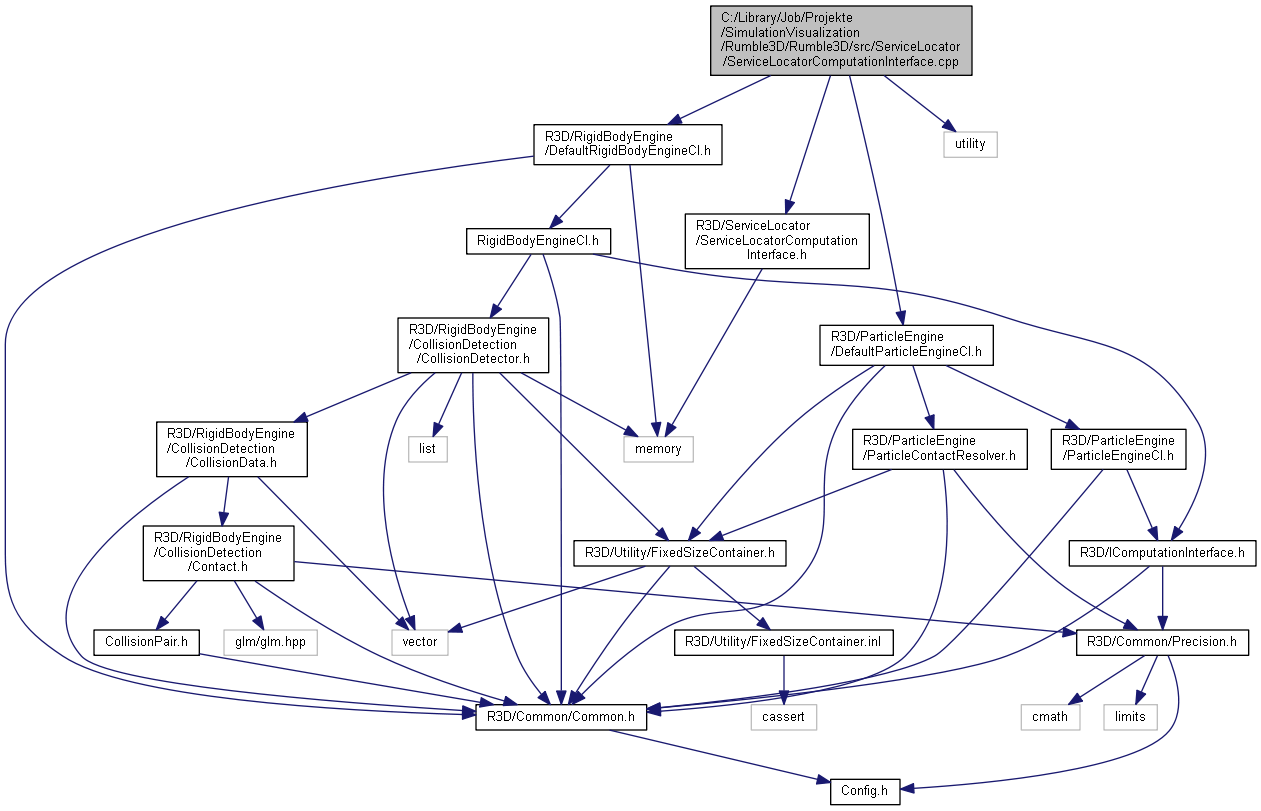 C:/Library/Job/Projekte
/SimulationVisualization
/Rumble3D/Rumble3D/src/ServiceLocator
/ServiceLocatorComputationInterface.cpp
R3D/RigidBodyEngine
/DefaultRigidBodyEngineCI.h
utility
RigidBodyEngineCI.h
R3D/ServiceLocator
/ServiceLocatorComputation
Interface.h
R3D/RigidBodyEngine
/CollisionDetection
/CollisionDetector.h
R3D/ParticleEngine
/DefaultParticleEngineCI.h
R3D/RigidBodyEngine
/CollisionDetection
/CollisionData.h
list
memory
R3D/ParticleEngine
/ParticleContactResolver.h
R3D/ParticleEngine
/ParticleEngineCI.h
R3D/RigidBodyEngine
/CollisionDetection
/Contact.h
R3D/Utility/FixedSizeContainer.h
R3D/IComputationInterface.h
CollisionPair.h
glm/glm.hpp
vector
R3D/Utility/FixedSizeContainer.inl
R3D/Common/Precision.h
R3D/Common/Common.h
cassert
cmath
limits
Config.h